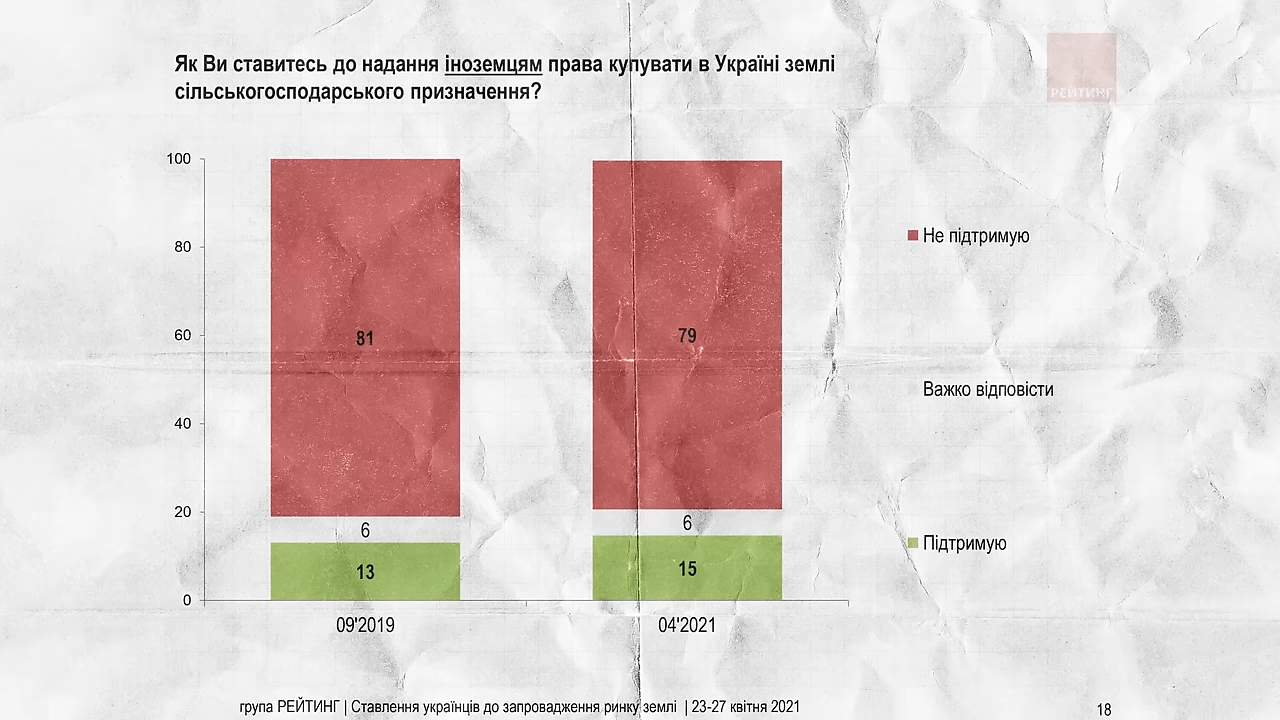 Як Ви ставитесь до надання іноземцям права купувати в Україні землі
сільськогосподарського призначення?
РЕЙТИНГ
100
80
60
40
20
0
81
6
13
79
6
15
09'2019
04'2021
Не підтримую
Важко відповісти
Підтримую
група РЕЙТИНГ | Ставлення українців до запровадження ринку землі | 23-27 квітня 2021
18